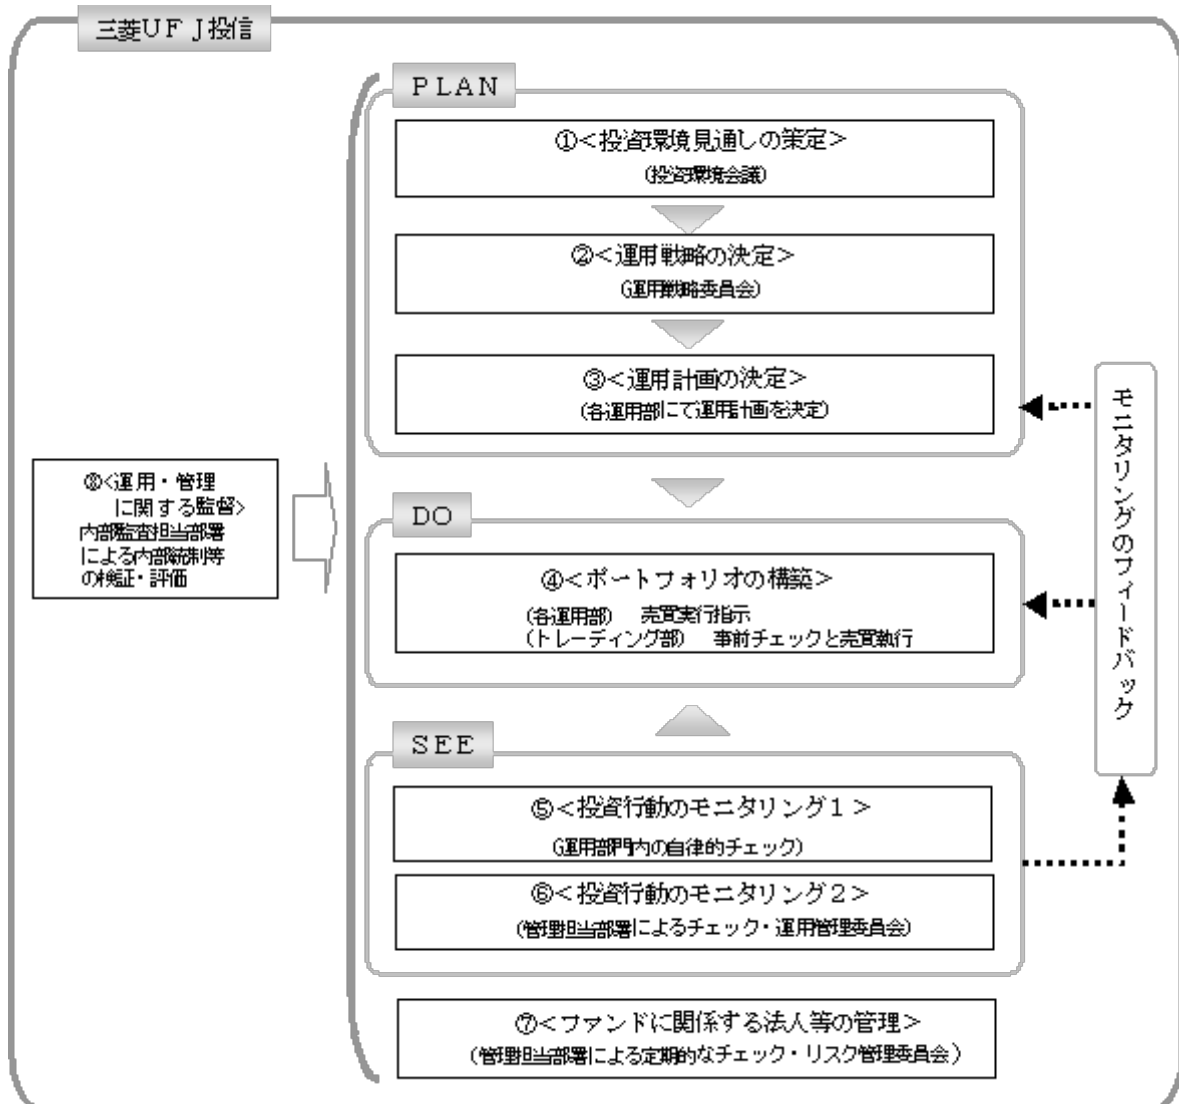 三菱UFJ投信
PLAN
①<投資環境見通しの策定>
(投資環境会議)
②<運用戦略の決定>
(運用戦略委員会)
③<運用計画の決定>
(各運用部にて運用計画を決定)
⑧<運用・管理
に関する監督>
内部監査担当部署
による内部統制等
の検証・評価
DO
④<ポートフォリオの構築>
(各運用部) 売買実行指示
(トレーディング部) 事前チェックと売買執行
SEE
⑤<投資行動のモニタリング1>
(運用部門内の自律的チェック)
⑥<投資行動のモニタリング2>
(管理担当部署によるチェック・運用管理委員会)
⑦<ファンドに関係する法人等の管理>
(管理担当部署による定期的なチェック・リスク管理委員会)
モニタリングのフィードバック